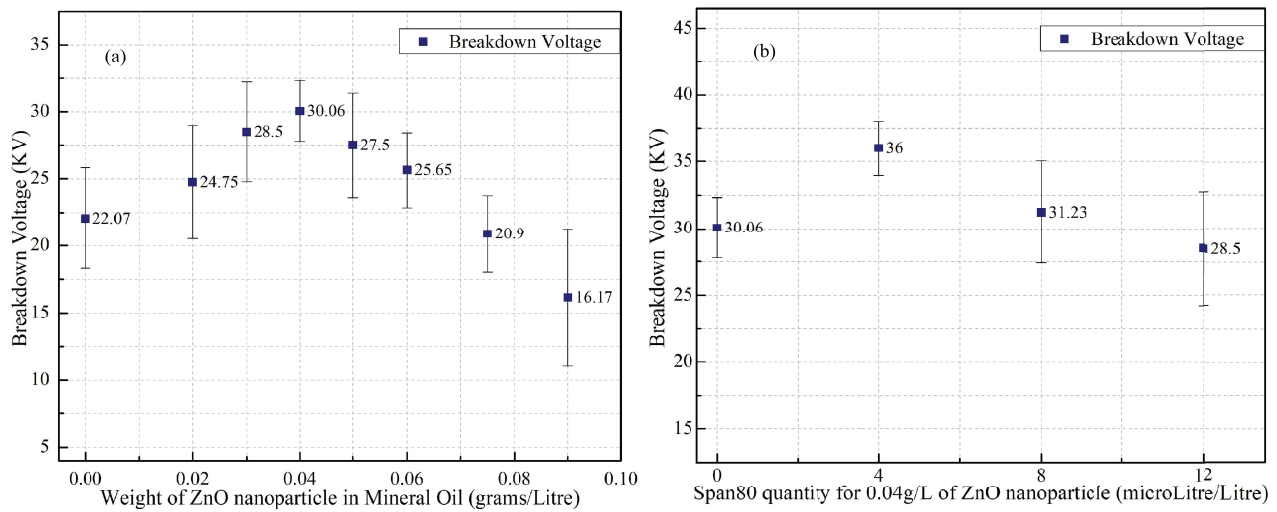 (a)
Breakdown Voltage
35
30
25
20
15
10
5
Breakdown Voltage (KV)
22.07
24.75
28.5
30.06
27.5
25.65
20.9
16.17
0.00 0.02 0.04 0.06 0.08 0.10
Weight of ZnO nanoparticle in Mineral Oil (grams/Litre)
(b)
Breakdown Voltage
45
40
35
30
25
20
15
Breakdown Voltage (KV)
30.06
36
31.23
28.5
0 4 8 12
Span80 quantity for 0.04g/L of ZnO nanoparticle (microLitre/Litre)